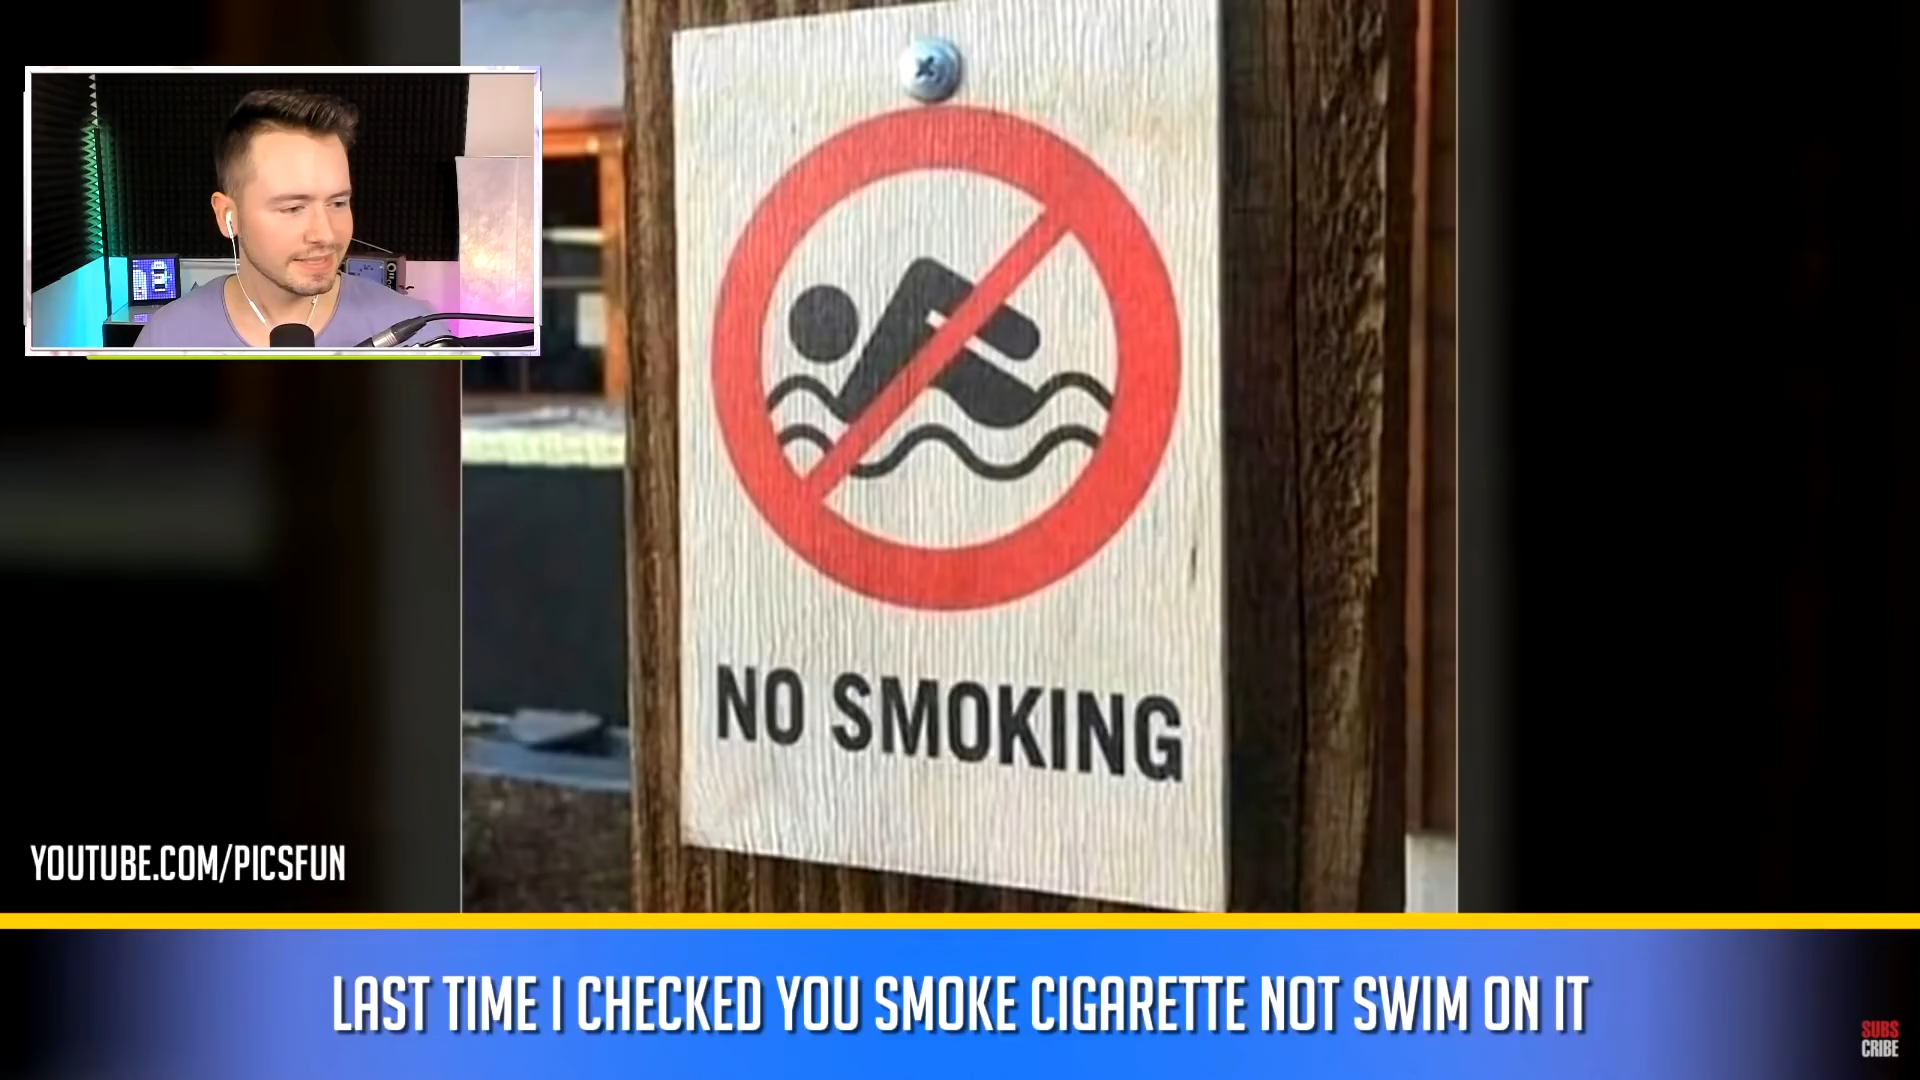 NO SMOKING
YOUTUBE.COM/PICSFUN
LAST TIME I CHECKED YOU SMOKE CIGARETTE NOT SWIM ON IT
SUBS
CRIBE